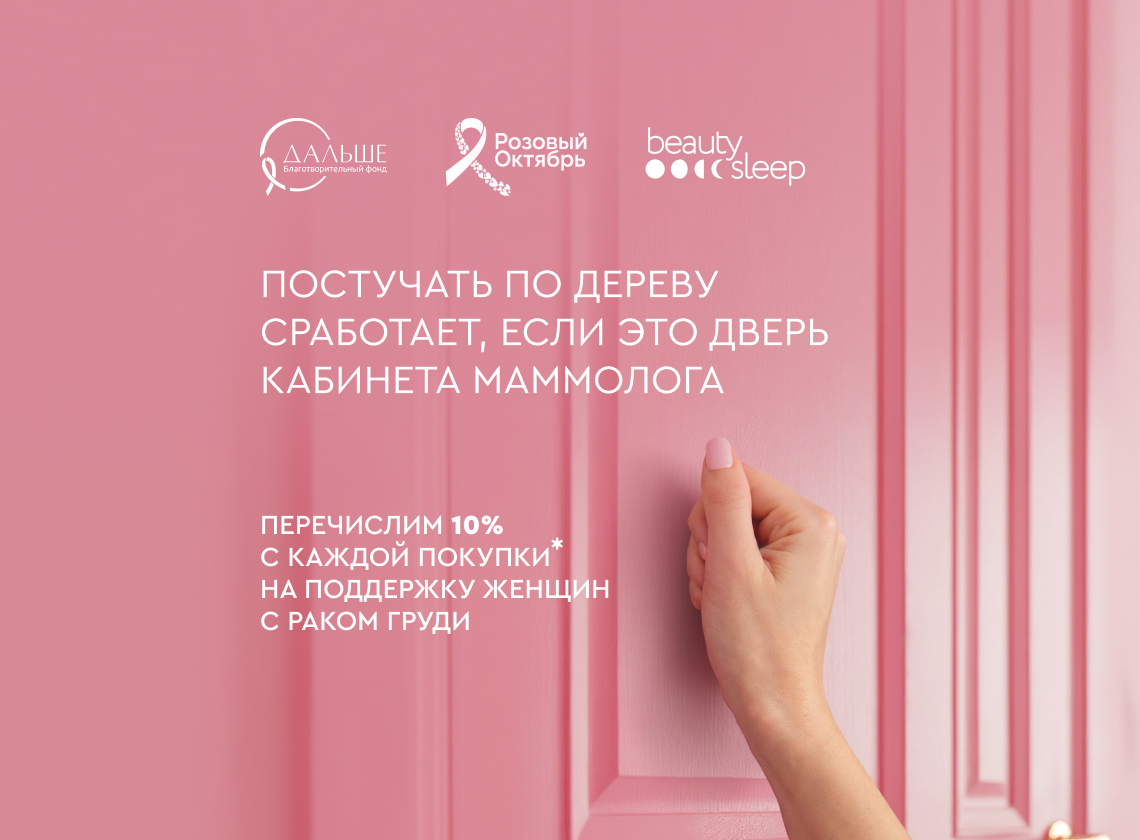 ДАЛЬШЕ
Благотворительный фонд
Розовый
Октябрь
beauty
sleep
ПОСТУЧАТЬ ПО ДЕРЕВУ
СРАБОТАЕТ, ЕСЛИ ЭТО ДВЕРЬ
КАБИНЕТА МАММОЛОГА
ПЕРЕЧИСЛИМ 10%
С КАЖДОЙ ПОКУПКИ*
НА ПОДДЕРЖКУ ЖЕНЩИН
С РАКОМ ГРУДИ